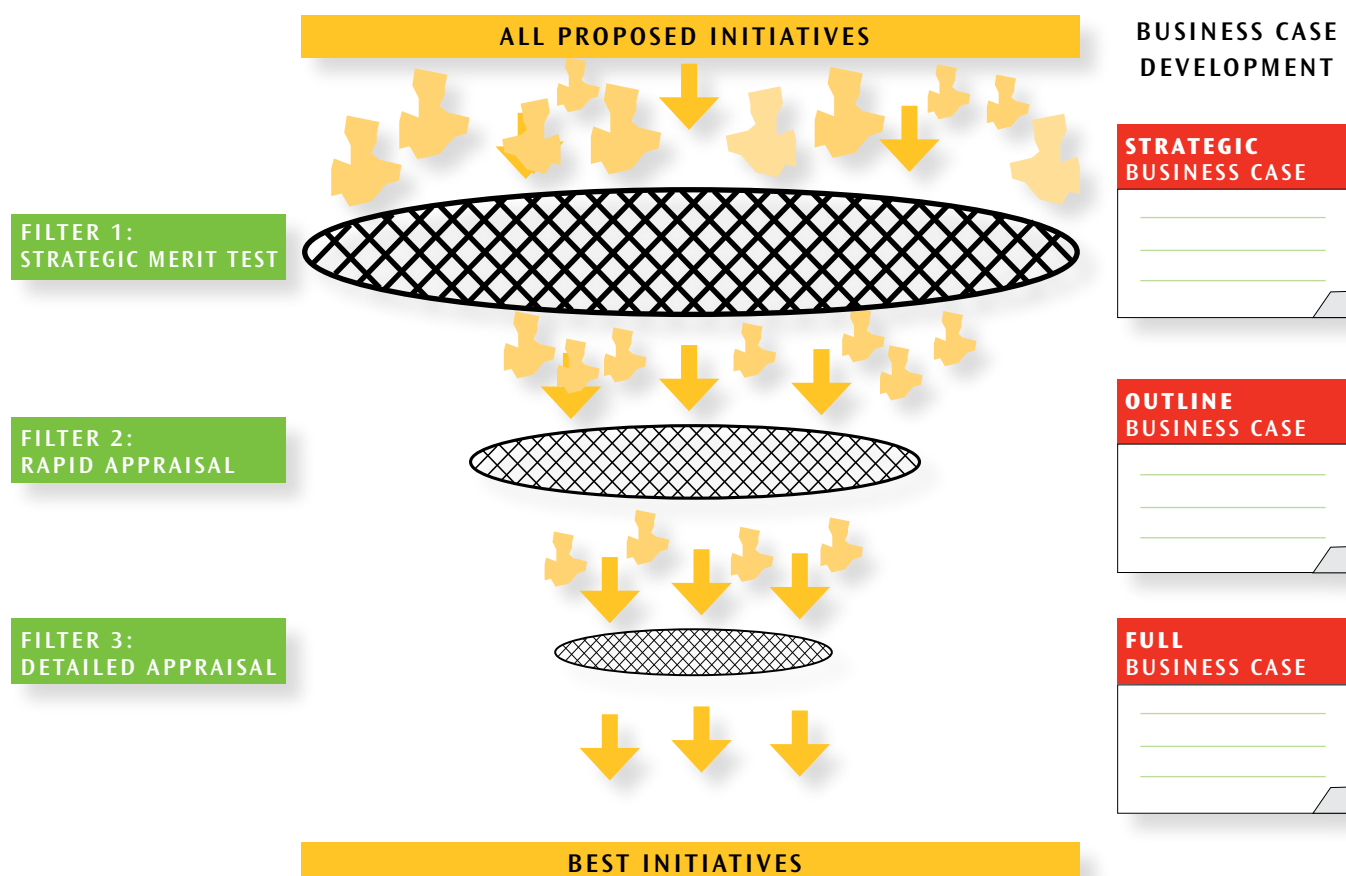 ALL PROPOSED INITIATIVES
BUSINESS CASE
DEVELOPMENT
STRATEGIC
BUSINESS CASE
FILTER 1:
STRATEGIC MERIT TEST
OUTLINE
BUSINESS CASE
FILTER 2:
RAPID APPRAISAL
FULL
BUSINESS CASE
FILTER 3:
DETAILED APPRAISAL
BEST INITIATIVES